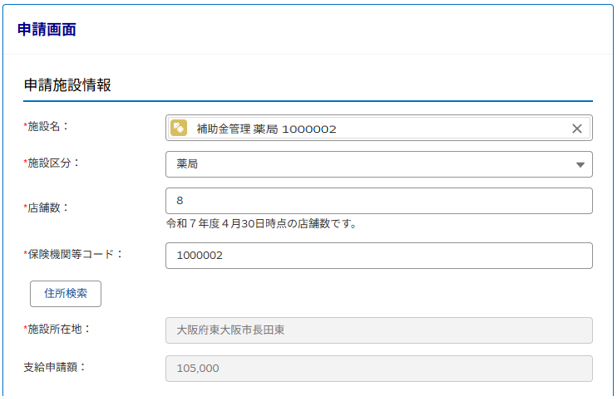 申請画面
申請施設情報
*施設名：
補助金管理 薬局 1000002
*施設区分：
薬局
*店舗数：
8
令和７年度４月30日時点の店舗数です。
*保険機関等コード：
1000002
住所検索
*施設所在地：
大阪府東大阪市長田東
支給申請額：
105,000